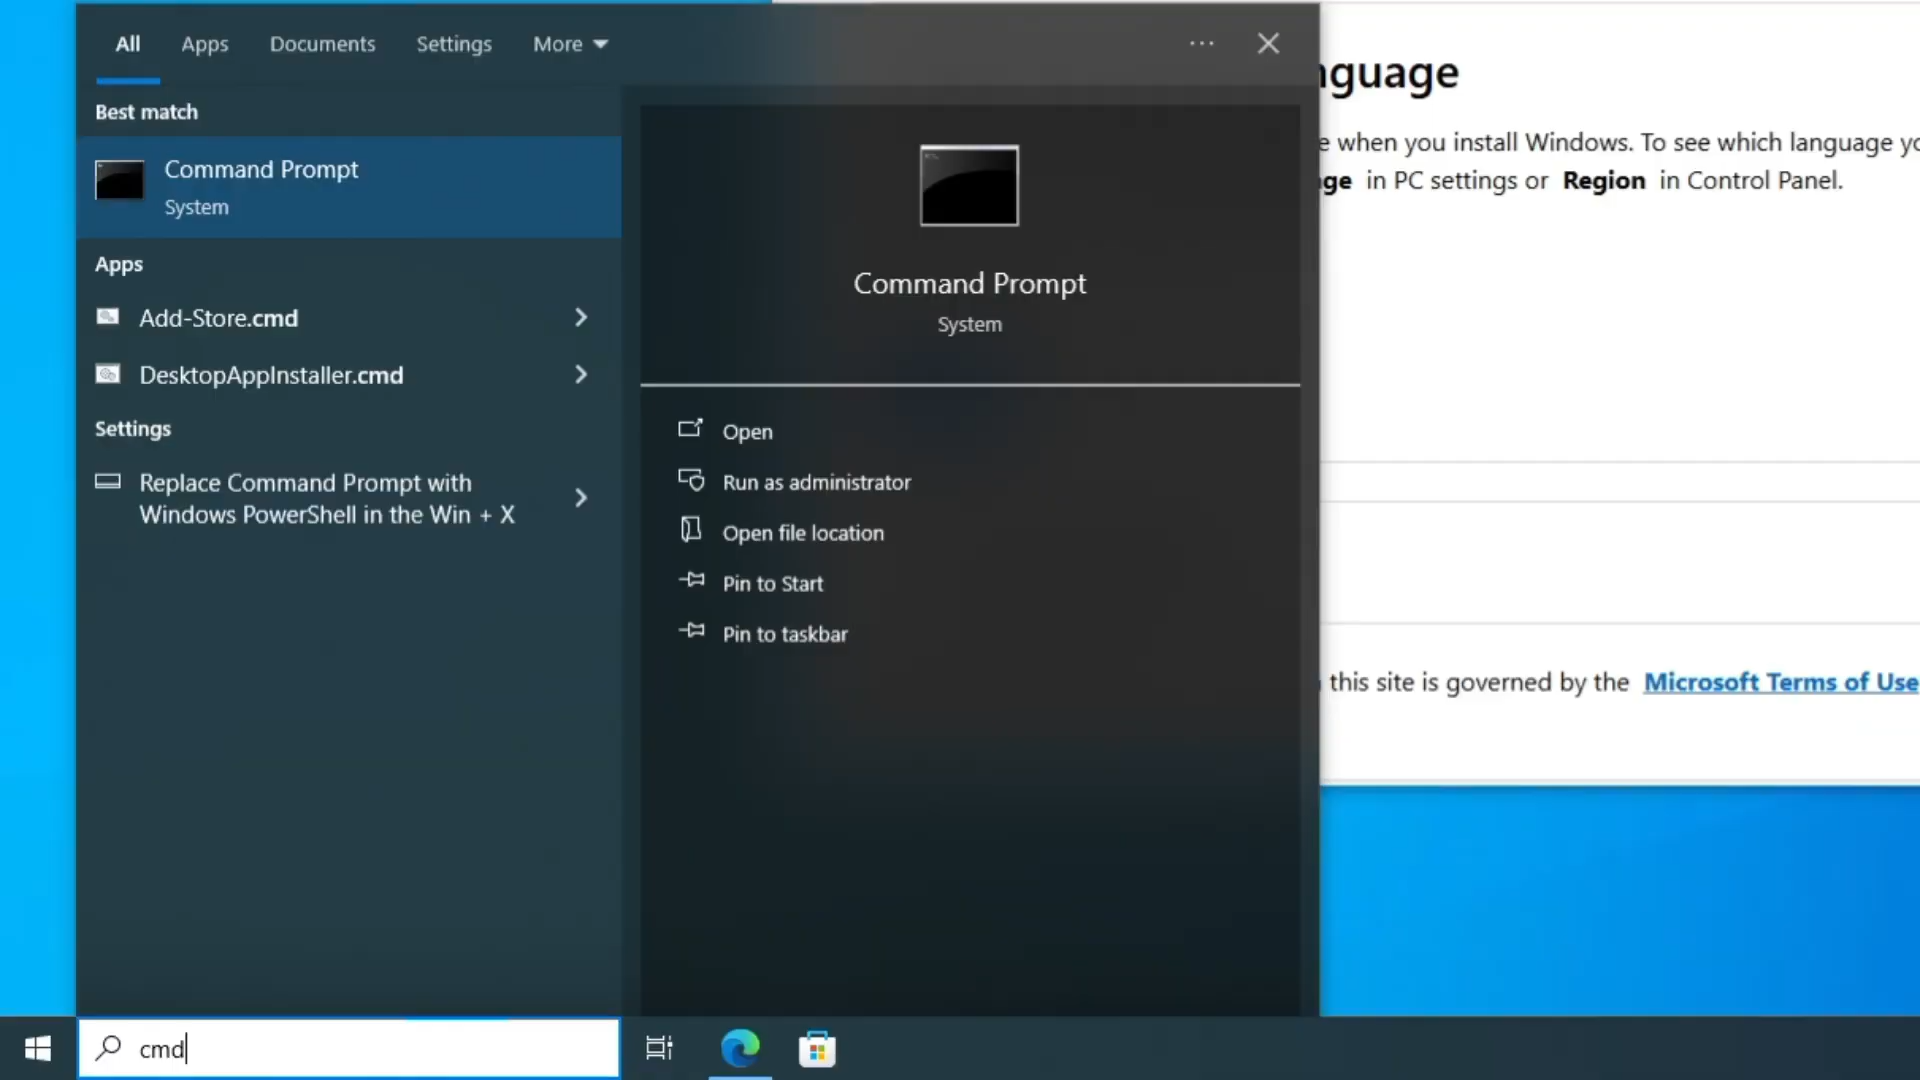 All Apps Documents Settings More
Best match
Command Prompt
System
Apps
Add-Store.cmd
DesktopAppInstaller.cmd
Settings
Replace Command Prompt with
Windows PowerShell in the Win + X
Command Prompt
System
Open
Run as administrator
Open file location
Pin to Start
Pin to taskbar
nguage
e when you install Windows. To see which language yo
ge in PC settings or Region in Control Panel.
this site is governed by the Microsoft Terms of Use
cmd